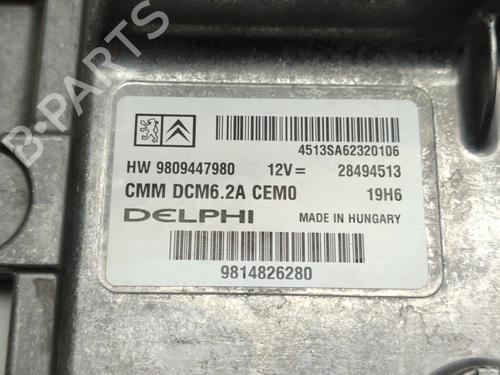 4513SA62320106
HW 9809447980 12V= 28494513
CMM DCM6.2A CEM0 19H6
DELPHI MADE IN HUNGARY
9814826280
B-PARTS